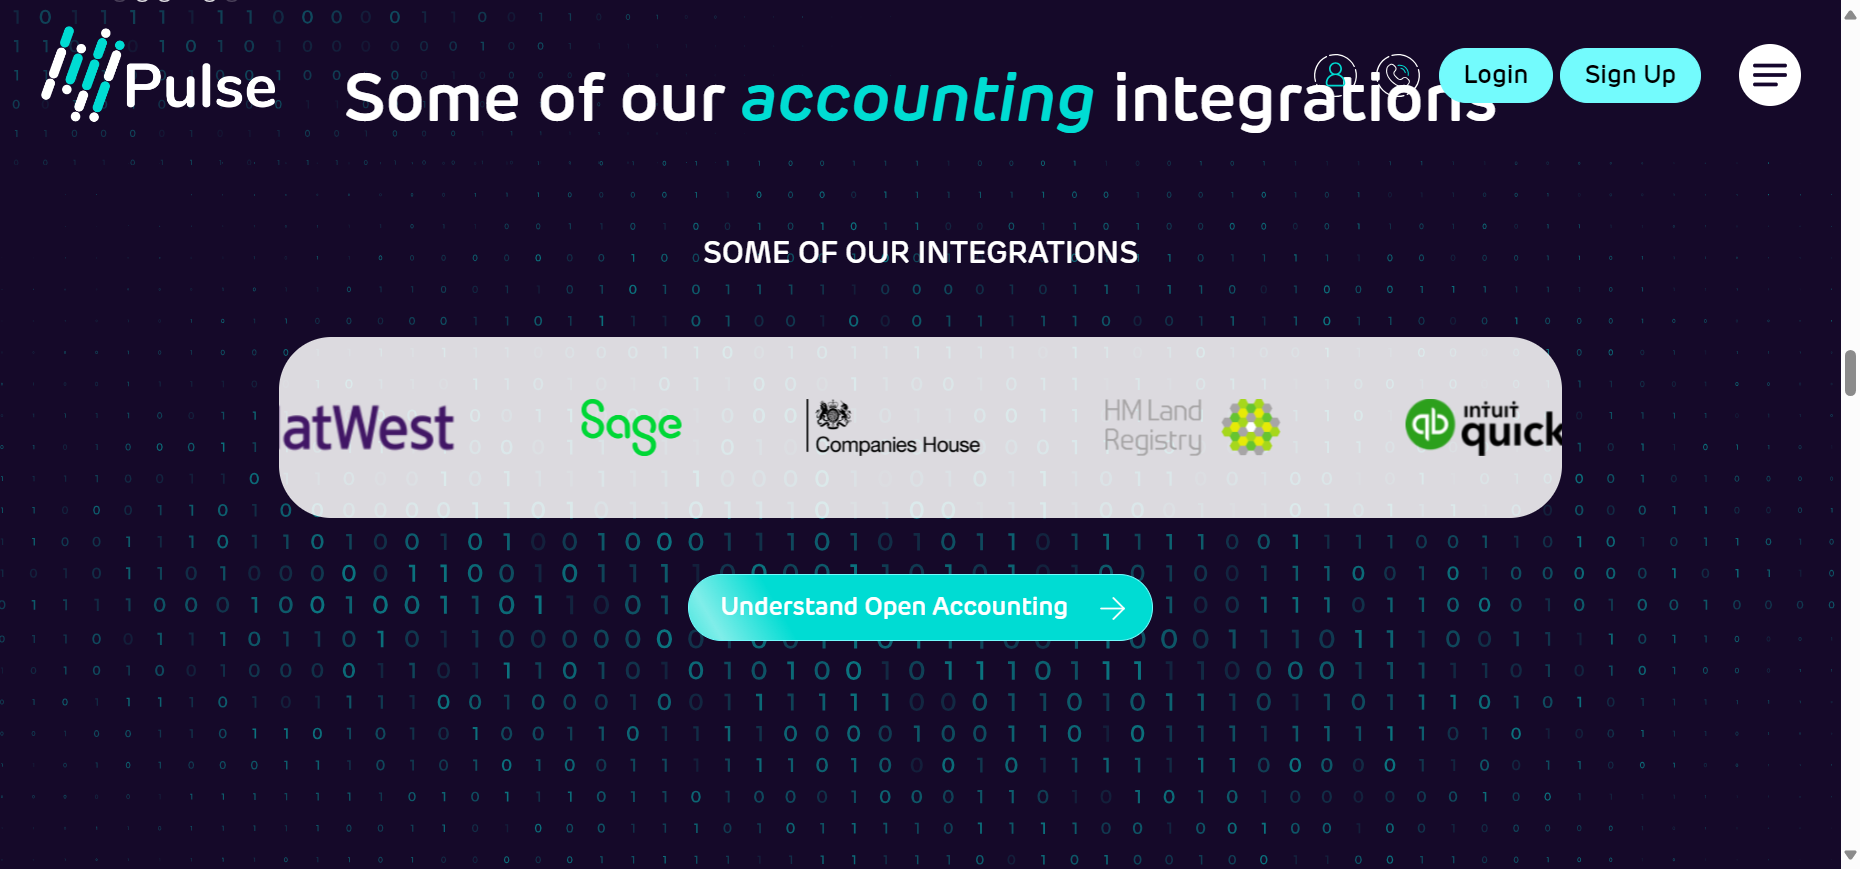 Pulse
Some of our accounting integrations
Login
Sign Up
SOME OF OUR INTEGRATIONS
atWest
Sage
Companies House
HM Land
Registry
qb
intuit
quick
Understand Open Accounting